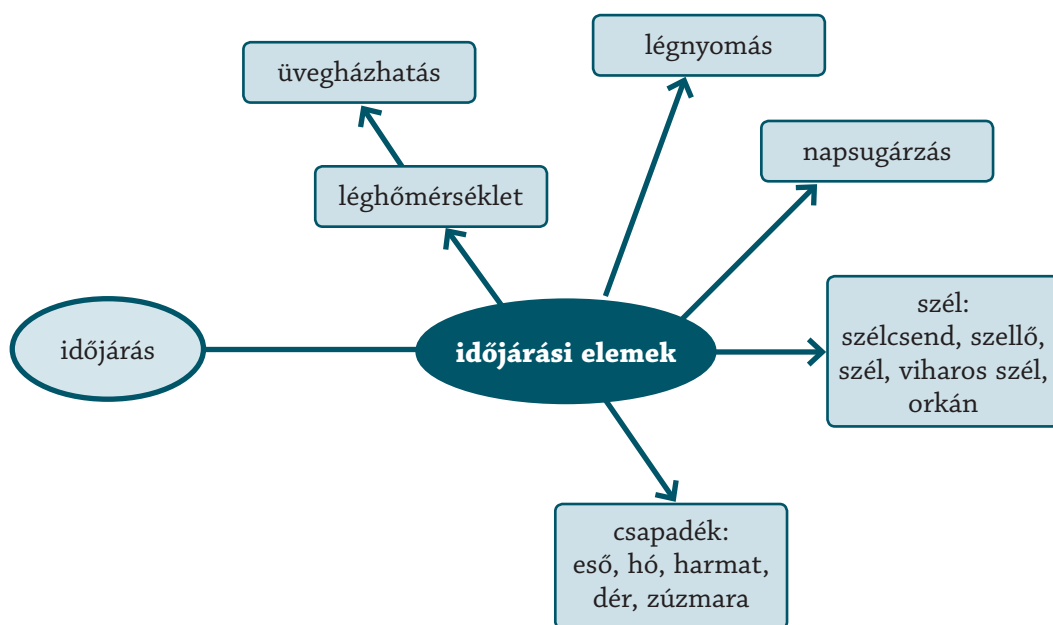 légnyomás
üvegházhatás
napsugárzás
léghőmérséklet
szél:
szélcsend, szellő,
szél, viharos szél,
orkán
időjárás
időjárási elemek
csapadék:
eső, hó, harmat,
dér, zúzmara